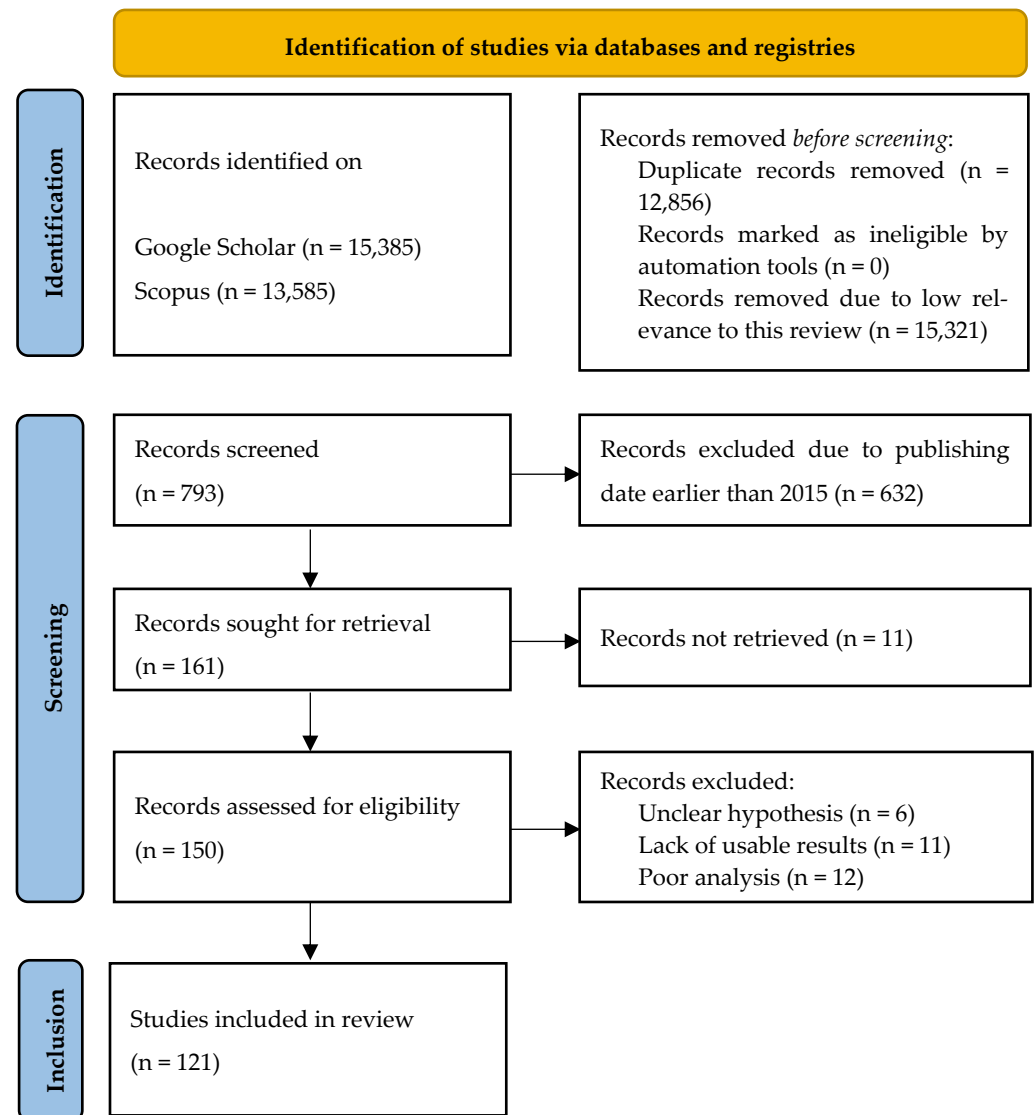 Identification of studies via databases and registries
Identification
Records identified on
Google Scholar (n = 15,385)
Scopus (n = 13,585)
Records removed before screening:
Duplicate records removed (n =
12,856)
Records marked as ineligible by
automation tools (n = 0)
Records removed due to low rel-
evance to this review (n = 15,321)
Screening
Records screened
(n = 793)
Records excluded due to publishing
date earlier than 2015 (n = 632)
Records sought for retrieval
(n = 161)
Records not retrieved (n = 11)
Records assessed for eligibility
(n = 150)
Records excluded:
Unclear hypothesis (n = 6)
Lack of usable results (n = 11)
Poor analysis (n = 12)
Inclusion
Studies included in review
(n = 121)